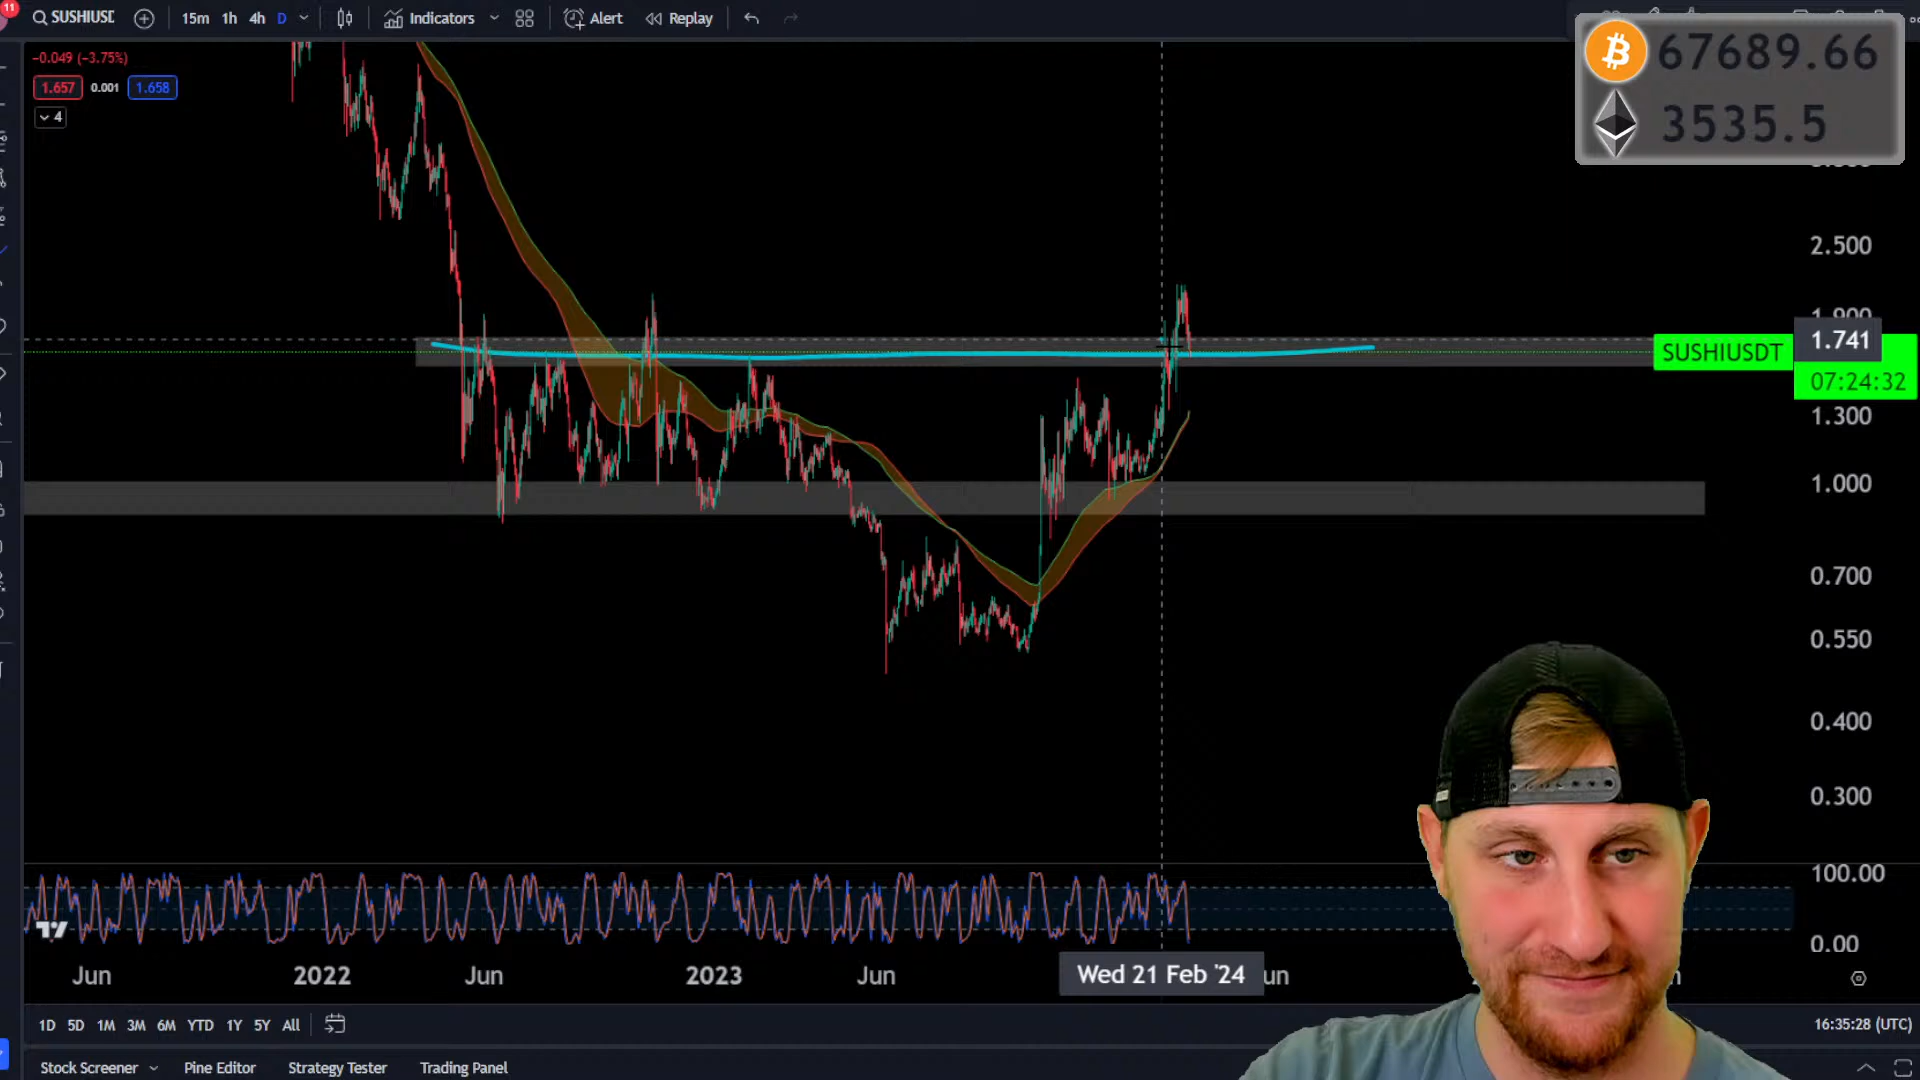 11
SUSHIUSD 15m 1h 4h D Indicators Alert Replay
−0.049 (−3.75%)
1.657 0.001 1.658
4
67689.66
3535.5
2.500
1.741
SUSHIUSDT
07:24:32
1.300
1.000
0.700
0.550
0.400
0.300
100.00
0.00
Jun 2022 Jun 2023 Jun Wed 21 Feb '24
1D 5D 1M 3M 6M YTD 1Y 5Y All
16:35:28 (UTC)
Stock Screener Pine Editor Strategy Tester Trading Panel